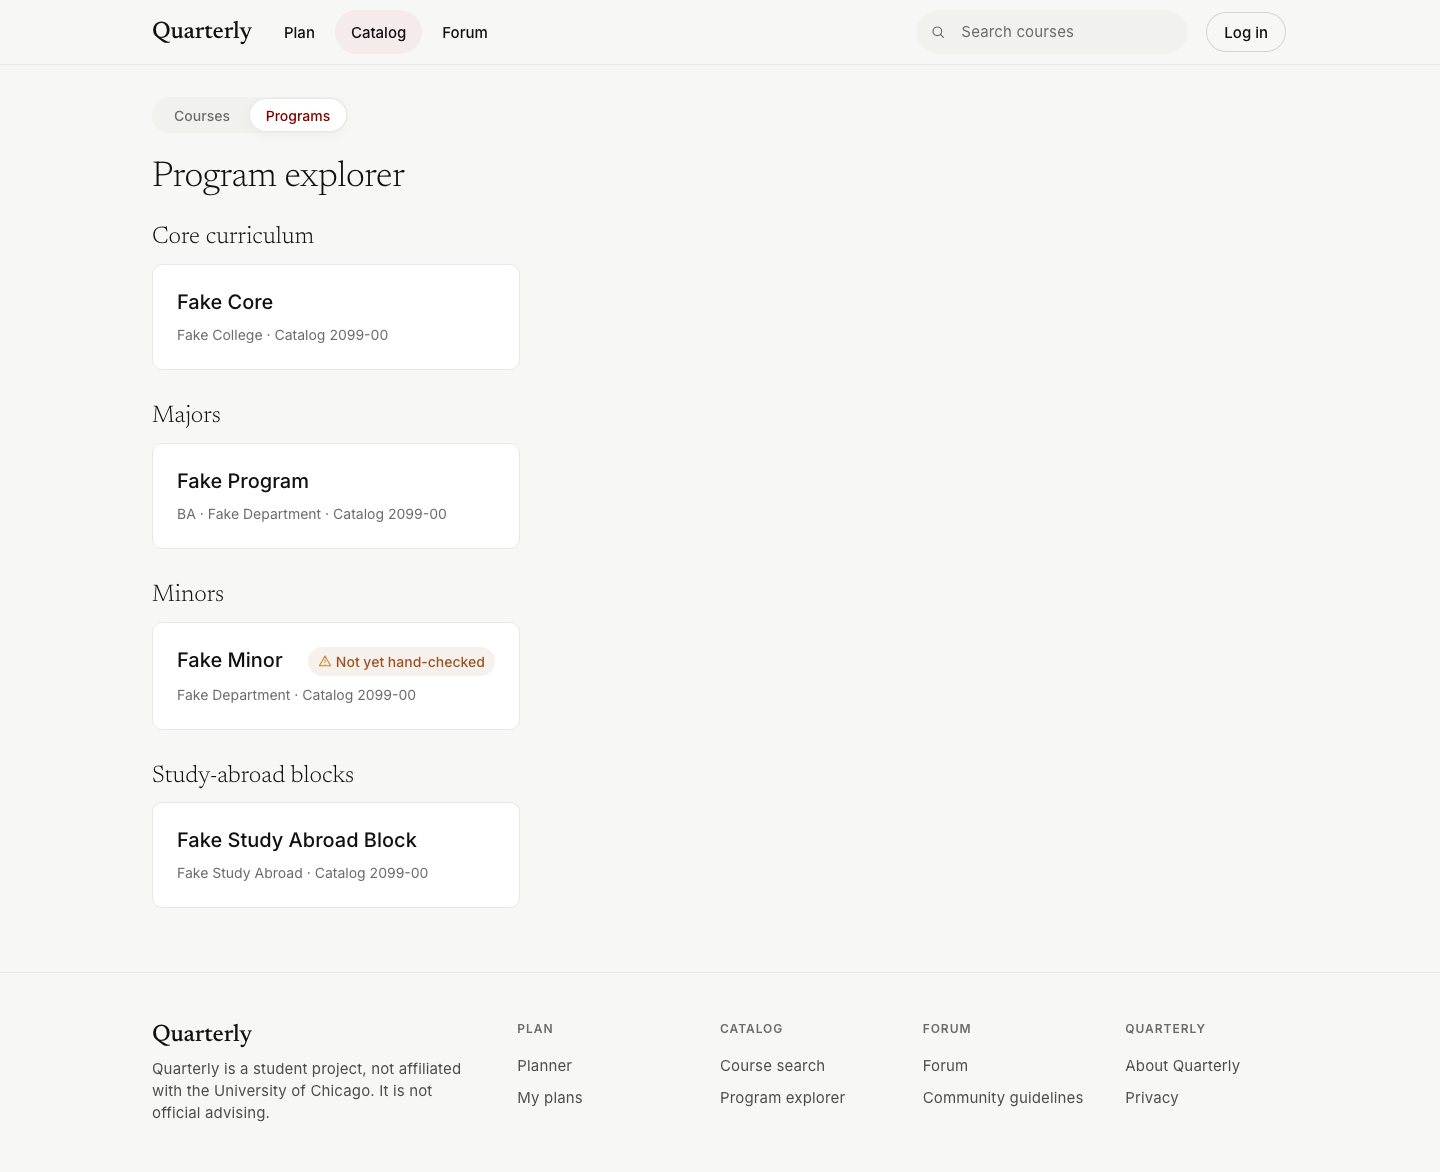 Quarterly
Plan
Catalog
Forum
Search courses
Log in
Courses
Programs
Program explorer
Core curriculum
Fake Core
Fake College · Catalog 2099-00
Majors
Fake Program
BA · Fake Department · Catalog 2099-00
Minors
Fake Minor
Not yet hand-checked
Fake Department · Catalog 2099-00
Study-abroad blocks
Fake Study Abroad Block
Fake Study Abroad · Catalog 2099-00
Quarterly
Quarterly is a student project, not affiliated
with the University of Chicago. It is not
official advising.
PLAN
Planner
My plans
CATALOG
Course search
Program explorer
FORUM
Forum
Community guidelines
QUARTERLY
About Quarterly
Privacy